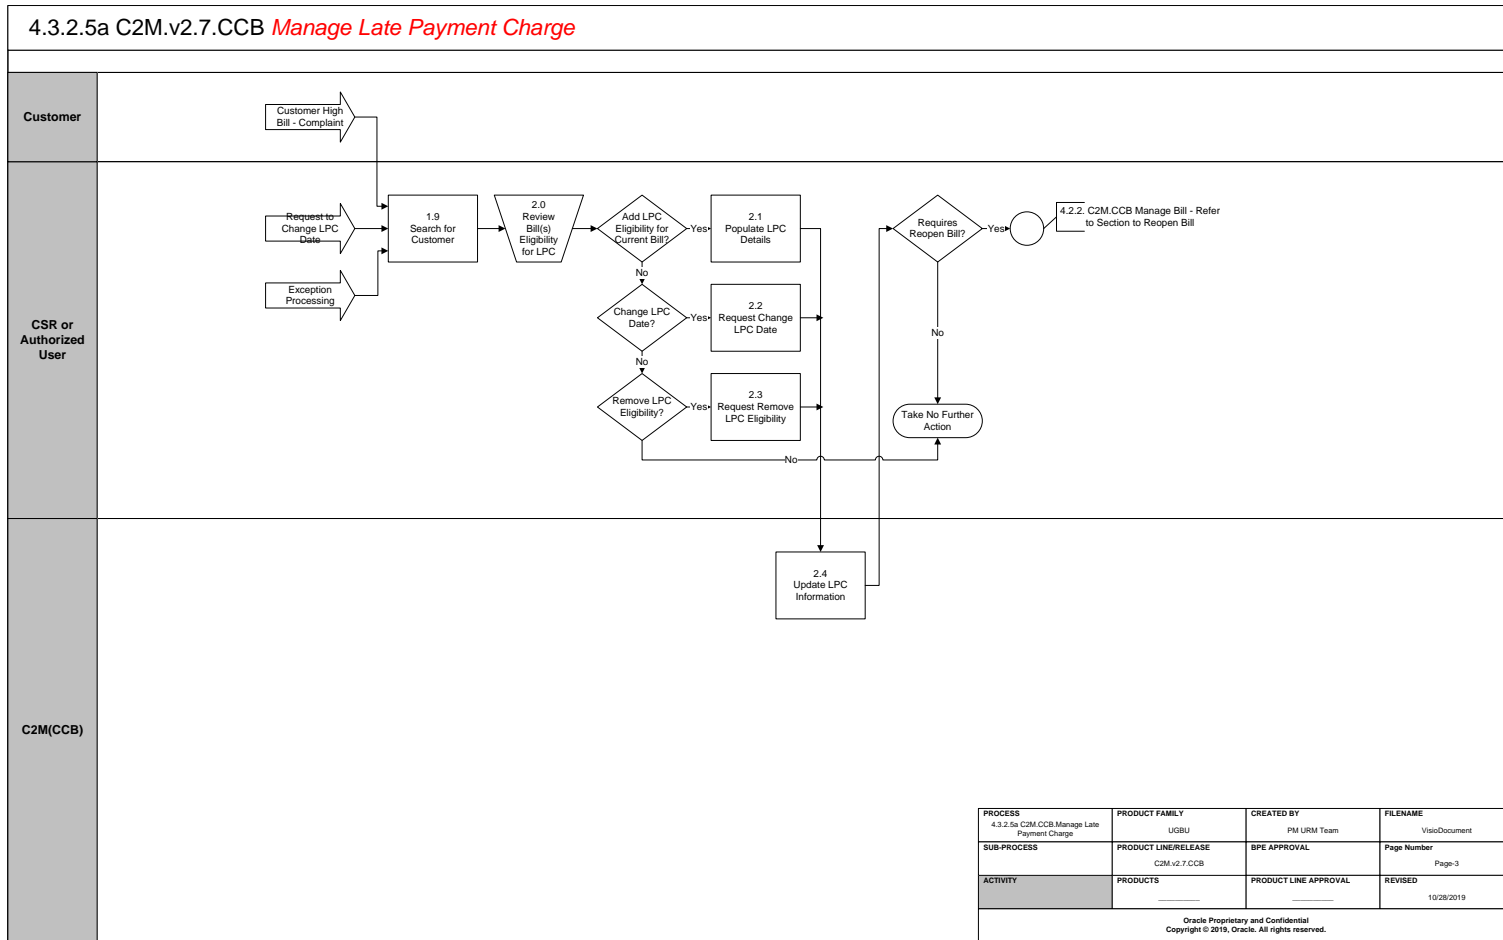 4.3.2.5a C2M.v2.7.CCB Manage Late Payment Charge
Customer
Customer High
Bill - Complaint
CSR or
Authorized
User
Request to
Change LPC
Date
Exception
Processing
1.9
Search for
Customer
2.0
Review
Bill(s)
Eligibility
for LPC
Add LPC
Eligibility for
Current Bill?
Yes
2.1
Populate LPC
Details
No
Change LPC
Date?
Yes
2.2
Request Change
LPC Date
No
Remove LPC
Eligibility?
Yes
2.3
Request Remove
LPC Eligibility
No
Requires
Reopen Bill?
Yes
4.2.2. C2M.CCB Manage Bill - Refer
to Section to Reopen Bill
No
Take No Further
Action
C2M(CCB)
2.4
Update LPC
Information
PROCESS
4.3.2.5a C2M.CCB.Manage Late
Payment Charge
PRODUCT FAMILY
UGBU
CREATED BY
PM URM Team
FILENAME
VisioDocument
SUB-PROCESS
PRODUCT LINE/RELEASE
C2M.v2.7.CCB
BPE APPROVAL
Page Number
Page-3
ACTIVITY
PRODUCTS
PRODUCT LINE APPROVAL
REVISED
10/28/2019
Oracle Proprietary and Confidential
Copyright © 2019, Oracle. All rights reserved.